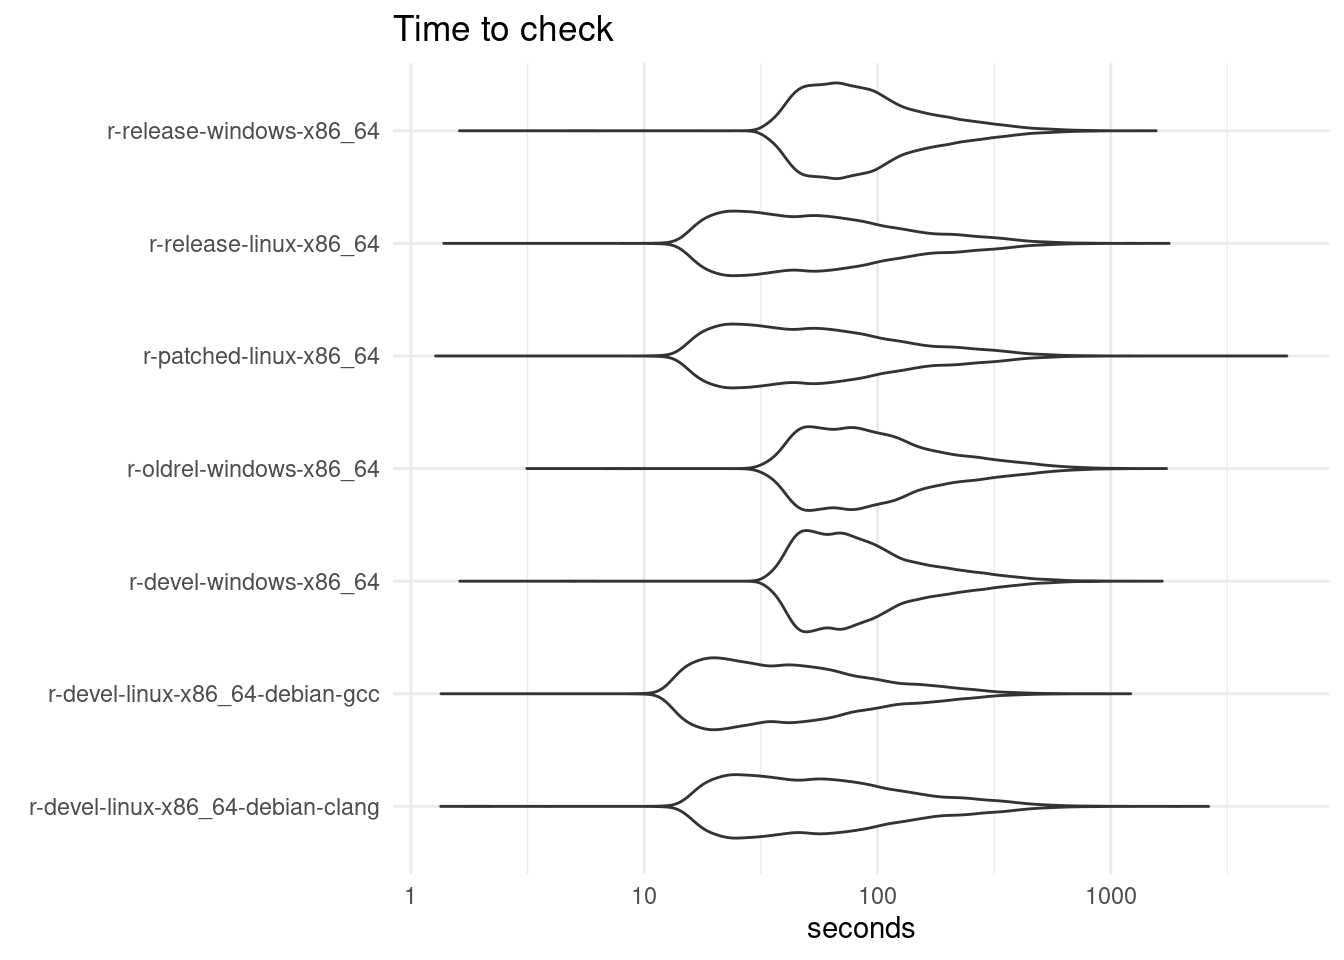 Time to check
r-release-windows-x86_64
r-release-linux-x86_64
r-patched-linux-x86_64
r-oldrel-windows-x86_64
r-devel-windows-x86_64
r-devel-linux-x86_64-debian-gcc
r-devel-linux-x86_64-debian-clang
1 10 100 1000
seconds